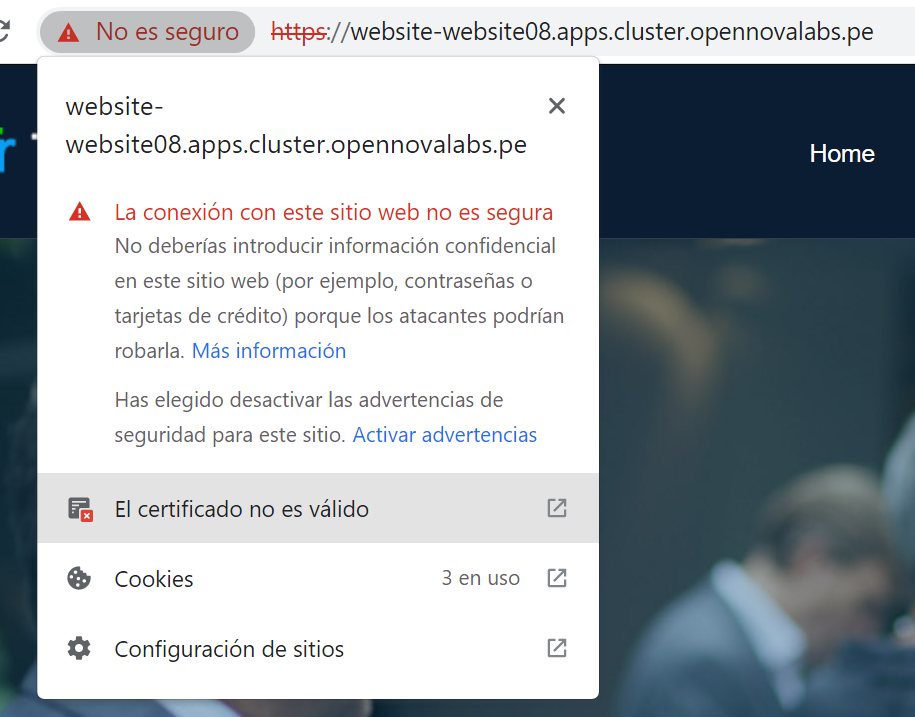 No es seguro https://website-website08.apps.cluster.opennovalabs.pe
website-
website08.apps.cluster.opennovalabs.pe
r
Home
La conexión con este sitio web no es segura
No deberías introducir información confidencial
en este sitio web (por ejemplo, contraseñas o
tarjetas de crédito) porque los atacantes podrían
robarla. Más información
Has elegido desactivar las advertencias de
seguridad para este sitio. Activar advertencias
El certificado no es válido
Cookies 3 en uso
Configuración de sitios